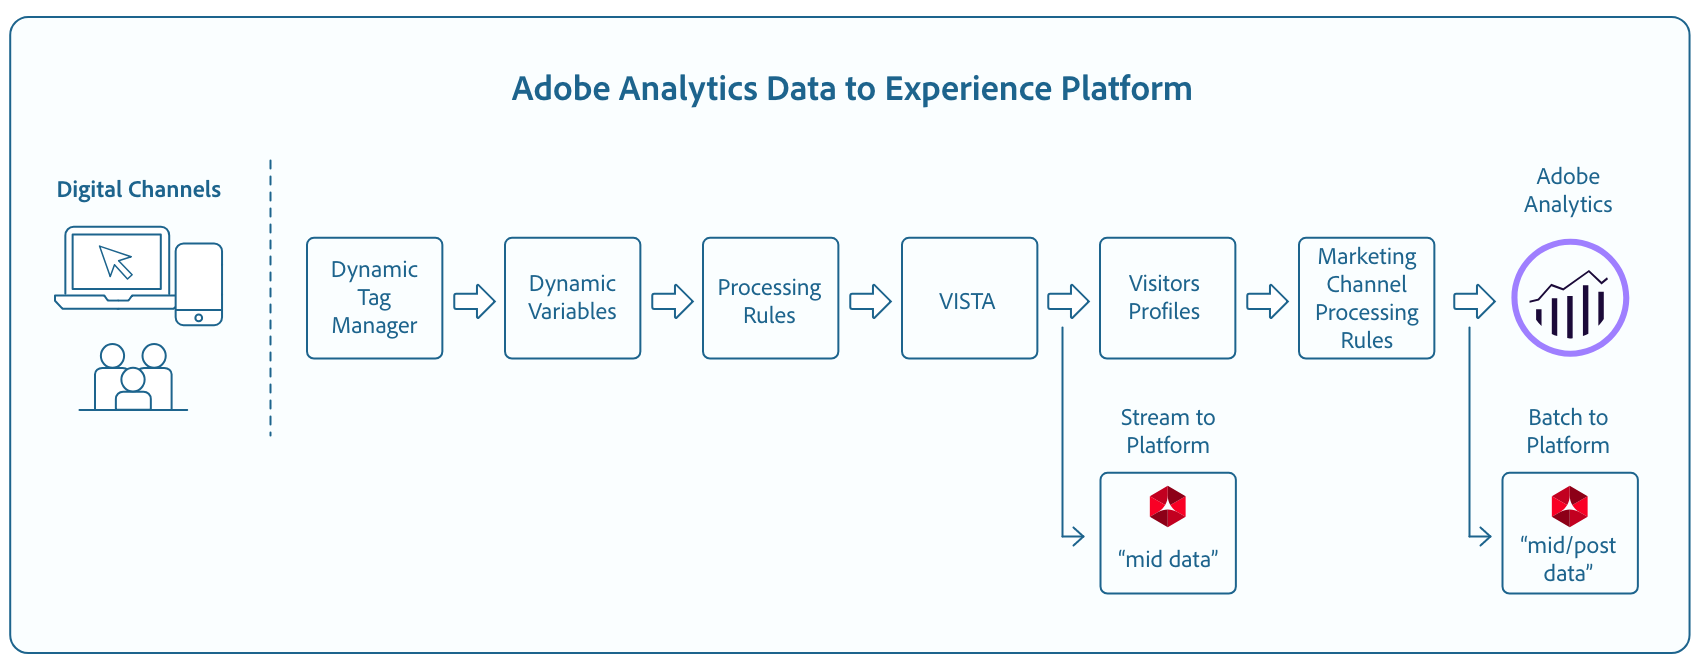 Adobe Analytics Data to Experience Platform
Digital Channels
Dynamic
Tag
Manager
Dynamic
Variables
Processing
Rules
VISTA
Visitors
Profiles
Marketing
Channel
Processing
Rules
Adobe
Analytics
Stream to
Platform
“mid data”
Batch to
Platform
“mid/post
data”